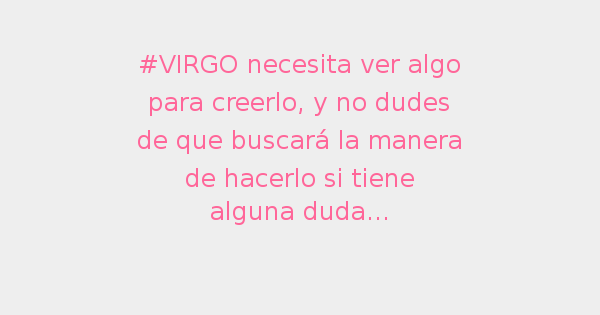 #VIRGO necesita ver algo
para creerlo, y no dudes
de que buscará la manera
de hacerlo si tiene
alguna duda...